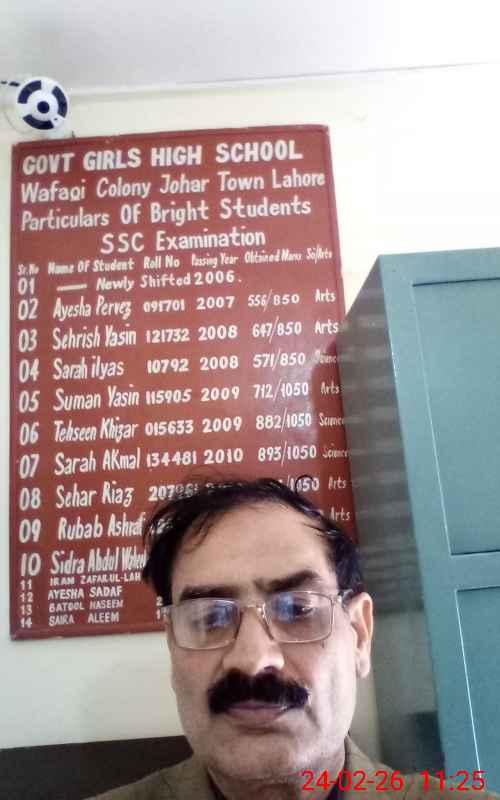 GOVT GIRLS HIGH SCHOOL
Wafaqi Colony Johar Town Lahore
Particulars Of Bright Students
SSC Examination
Sr.No Name Of Student Roll No Passing Year Obtained Marks Sc/Arts
01 — Newly Shifted 2006.
02 Ayesha Pervez 091701 2007 556/850 Arts
03 Sehrish Yasin 121732 2008 647/850 Arts
04 Sarah ilyas 10792 2008 571/850 Science
05 Suman Yasin 115905 2009 712/1050 Arts
06 Tehseen Khizar 015633 2009 882/1050 Science
07 Sarah AKmal 134481 2010 893/1050 Science
08 Sehar Riaz /1050 Arts
09 Rubab Ashraf Arts
10 Sidra Abdul
11 IRAM ZAFAR.UL-LAH
12 AYESHA SADAF
13 BATOOL NASEEM
14 SAIRA ALEEM
24-02-26 11:25